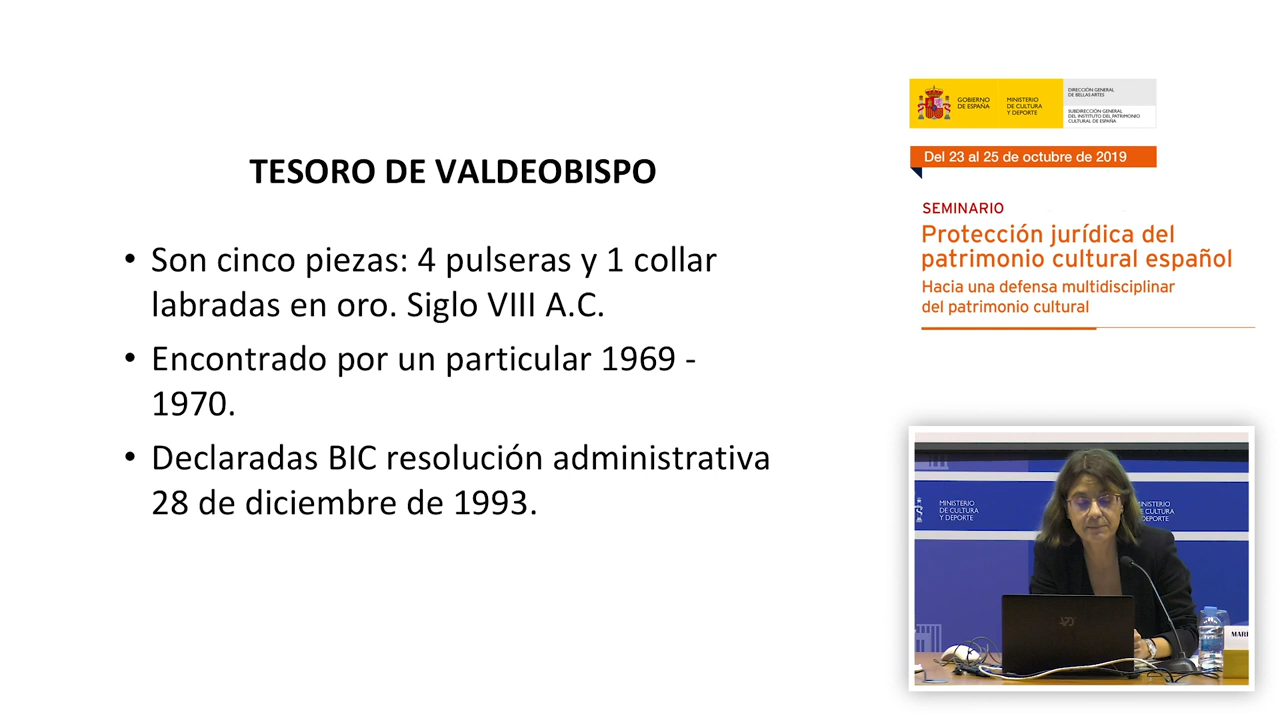 TESORO DE VALDEOBISPO
• Son cinco piezas: 4 pulseras y 1 collar
labradas en oro. Siglo VIII A.C.
• Encontrado por un particular 1969 -
1970.
• Declaradas BIC resolución administrativa
28 de diciembre de 1993.
GOBIERNO
DE ESPAÑA
MINISTERIO
DE CULTURA
Y DEPORTE
DIRECCIÓN GENERAL
DE BELLAS ARTES
SUBDIRECCIÓN GENERAL
DEL INSTITUTO DEL PATRIMONIO
CULTURAL DE ESPAÑA
Del 23 al 25 de octubre de 2019
SEMINARIO
Protección jurídica del
patrimonio cultural español
Hacia una defensa multidisciplinar
del patrimonio cultural
MINISTERIO
DE CULTURA
Y DEPORTE
MINISTERIO
DE CULTURA
Y DEPORTE